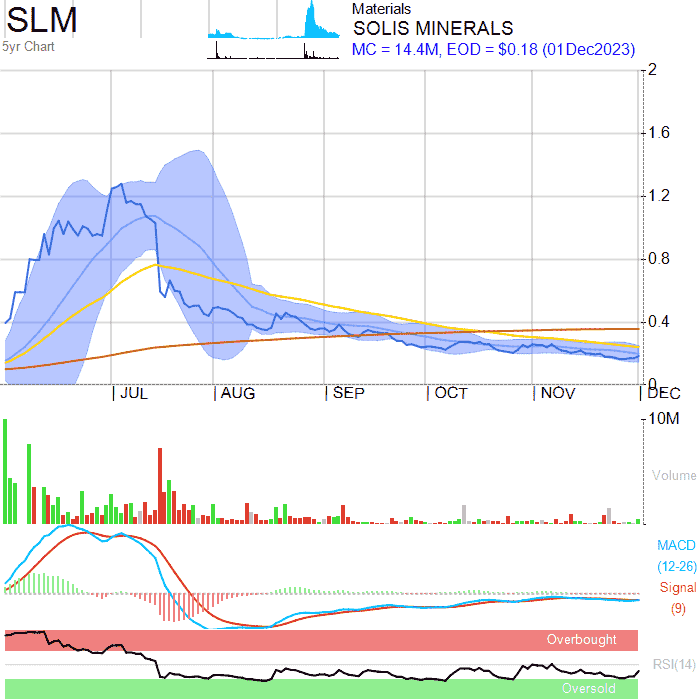 SLM
5yr Chart
Materials
SOLIS MINERALS
MC = 14.4M, EOD = $0.18 (01Dec2023)
2
1.6
1.2
0.8
0.4
0
JUL AUG SEP OCT NOV DEC
10M
Volume
MACD
(12-26)
Signal
(9)
Overbought
RSI(14)
Oversold